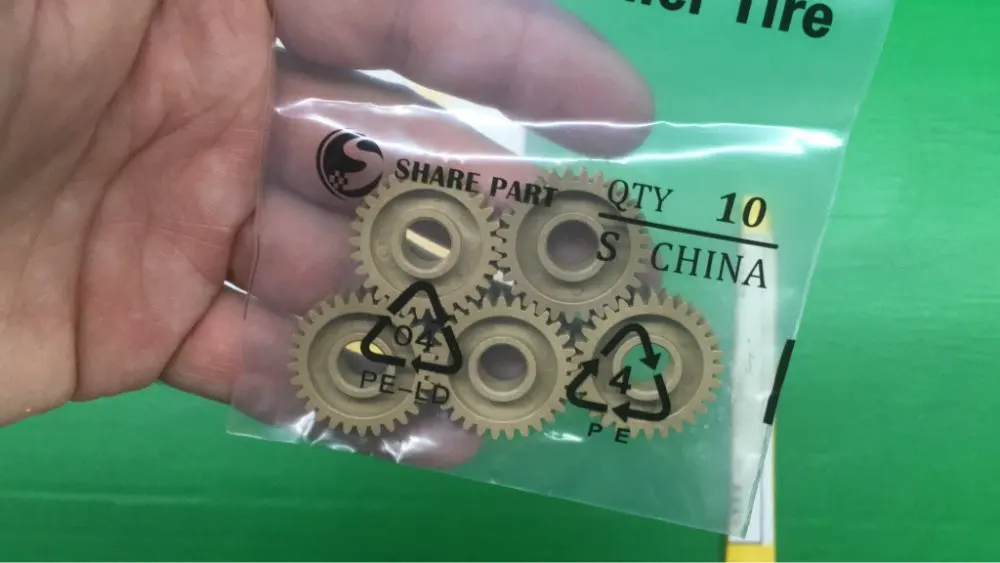 Tire
SHARE PART
QTY 10
S CHINA
04
PE-LD
4
PE